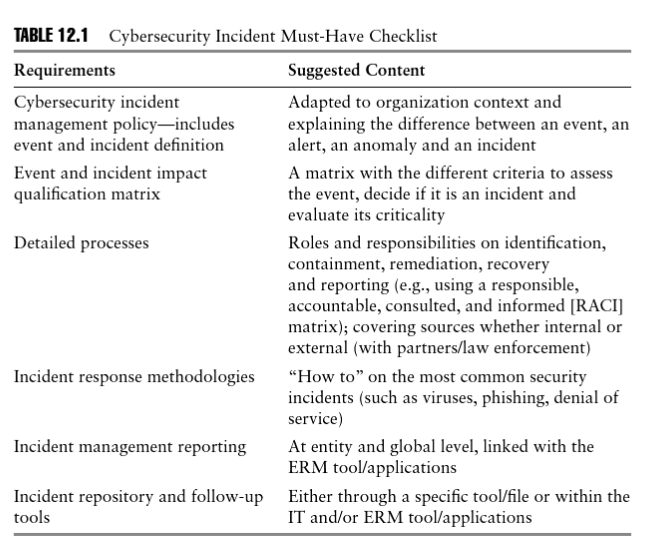 TABLE 12.1 Cybersecurity Incident Must-Have Checklist
Requirements Suggested Content
Cybersecurity incident
management policy—includes
event and incident definition
Adapted to organization context and
explaining the difference between an event, an
alert, an anomaly and an incident
Event and incident impact
qualification matrix
A matrix with the different criteria to assess
the event, decide if it is an incident and
evaluate its criticality
Detailed processes
Roles and responsibilities on identification,
containment, remediation, recovery
and reporting (e.g., using a responsible,
accountable, consulted, and informed [RACI]
matrix); covering sources whether internal or
external (with partners/law enforcement)
Incident response methodologies
“How to” on the most common security
incidents (such as viruses, phishing, denial of
service)
Incident management reporting
At entity and global level, linked with the
ERM tool/applications
Incident repository and follow-up
tools
Either through a specific tool/file or within the
IT and/or ERM tool/applications